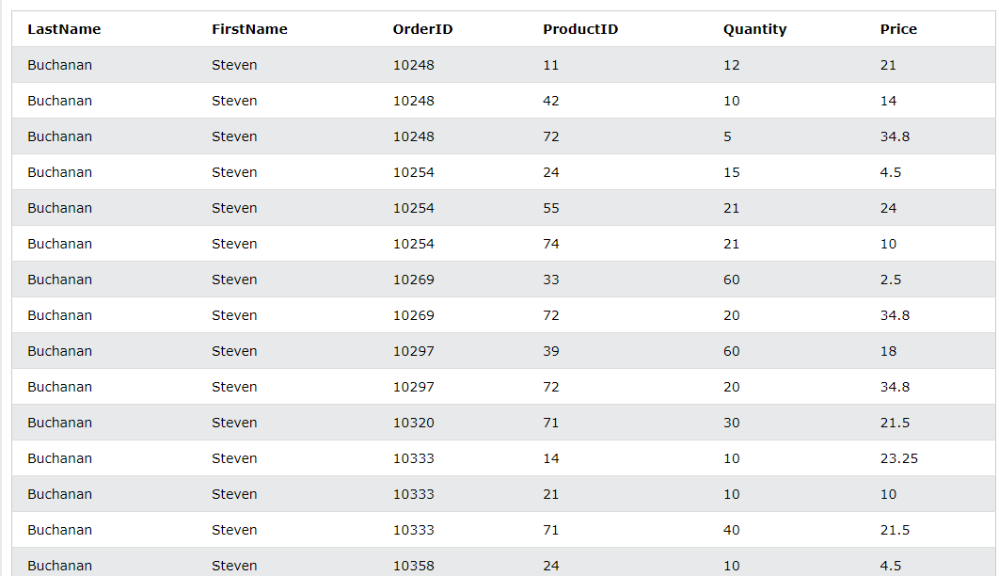 LastName FirstName OrderID ProductID Quantity Price
Buchanan Steven 10248 11 12 21
Buchanan Steven 10248 42 10 14
Buchanan Steven 10248 72 5 34.8
Buchanan Steven 10254 24 15 4.5
Buchanan Steven 10254 55 21 24
Buchanan Steven 10254 74 21 10
Buchanan Steven 10269 33 60 2.5
Buchanan Steven 10269 72 20 34.8
Buchanan Steven 10297 39 60 18
Buchanan Steven 10297 72 20 34.8
Buchanan Steven 10320 71 30 21.5
Buchanan Steven 10333 14 10 23.25
Buchanan Steven 10333 21 10 10
Buchanan Steven 10333 71 40 21.5
Buchanan Steven 10358 24 10 4.5